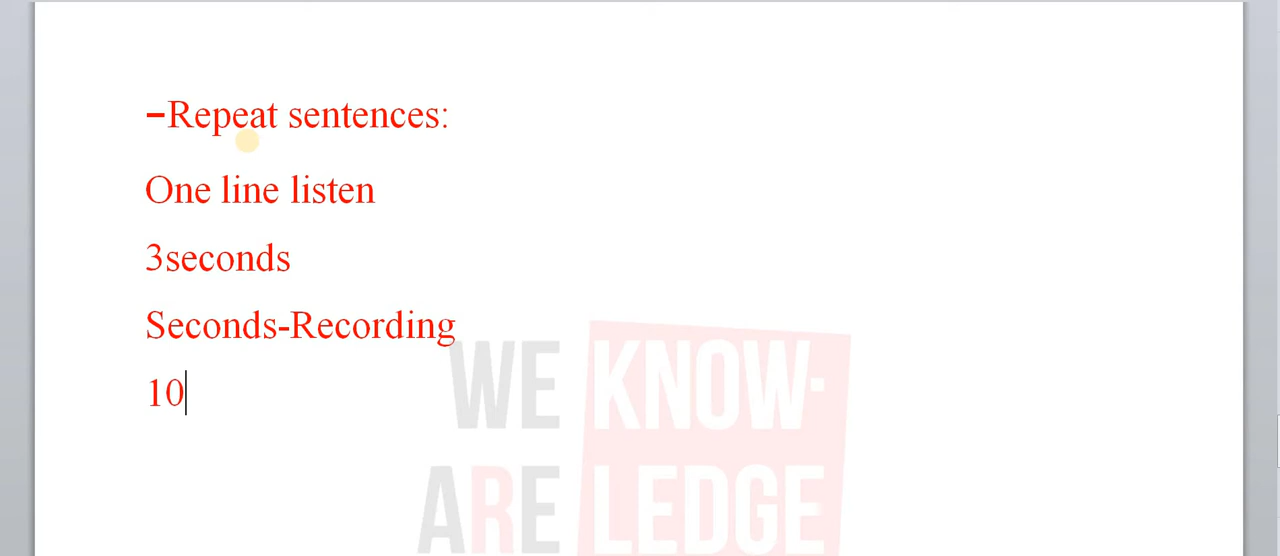 –Repeat sentences:
One line listen
3seconds
Seconds-Recording
10
WE KNOW·
ARE LEDGE